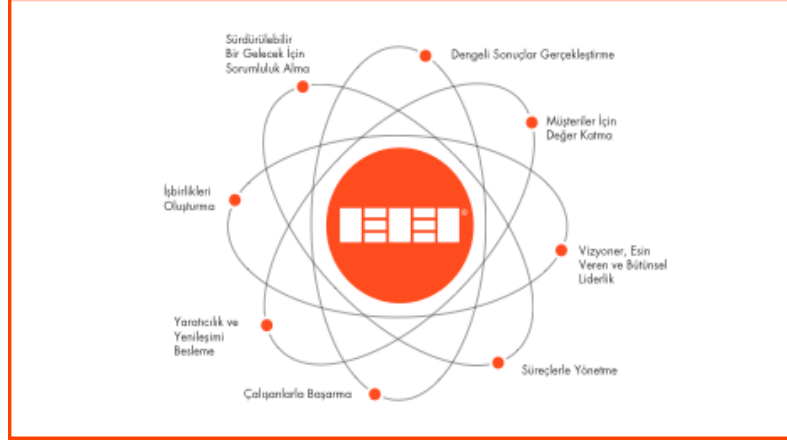 Sürdürülebilir
Bir Gelecek İçin
Sorumluluk Alma
Dengeli Sonuçlar Gerçekleştirme
Müşteriler İçin
Değer Katma
İşbirlikleri
Oluşturma
Vizyoner, Esin
Veren ve Bütünsel
Liderlik
Yaratıcılık ve
Yenileşimi
Besleme
Süreçlerle Yönetme
Çalışanlarla Başarma